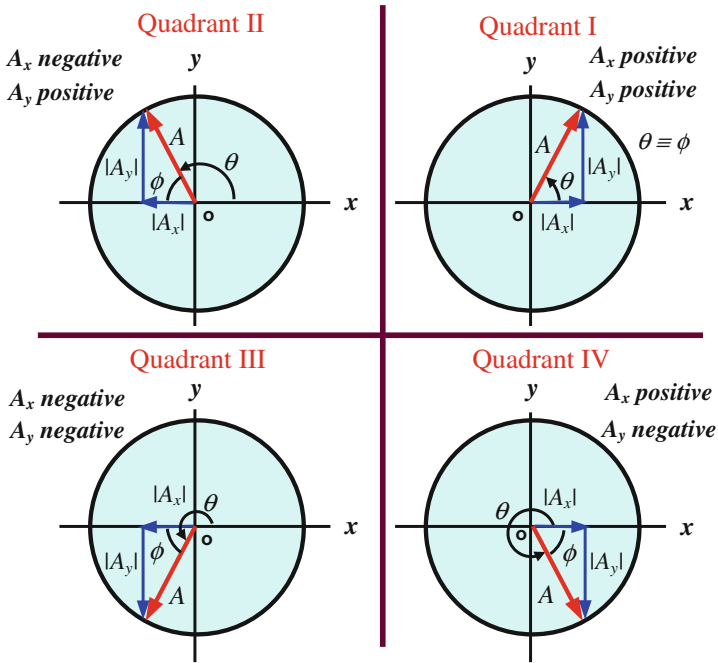 Quadrant II
A_x negative
A_y positive
y
A
|A_y|
ϕ
θ
|A_x|
o
x
Quadrant I
A_x positive
A_y positive
y
θ ≡ ϕ
A
|A_y|
θ
o
|A_x|
x
Quadrant III
A_x negative
A_y negative
y
|A_x|
θ
x
ϕ
o
|A_y|
A
Quadrant IV
A_x positive
A_y negative
y
θ
|A_x|
x
o
ϕ
|A_y|
A